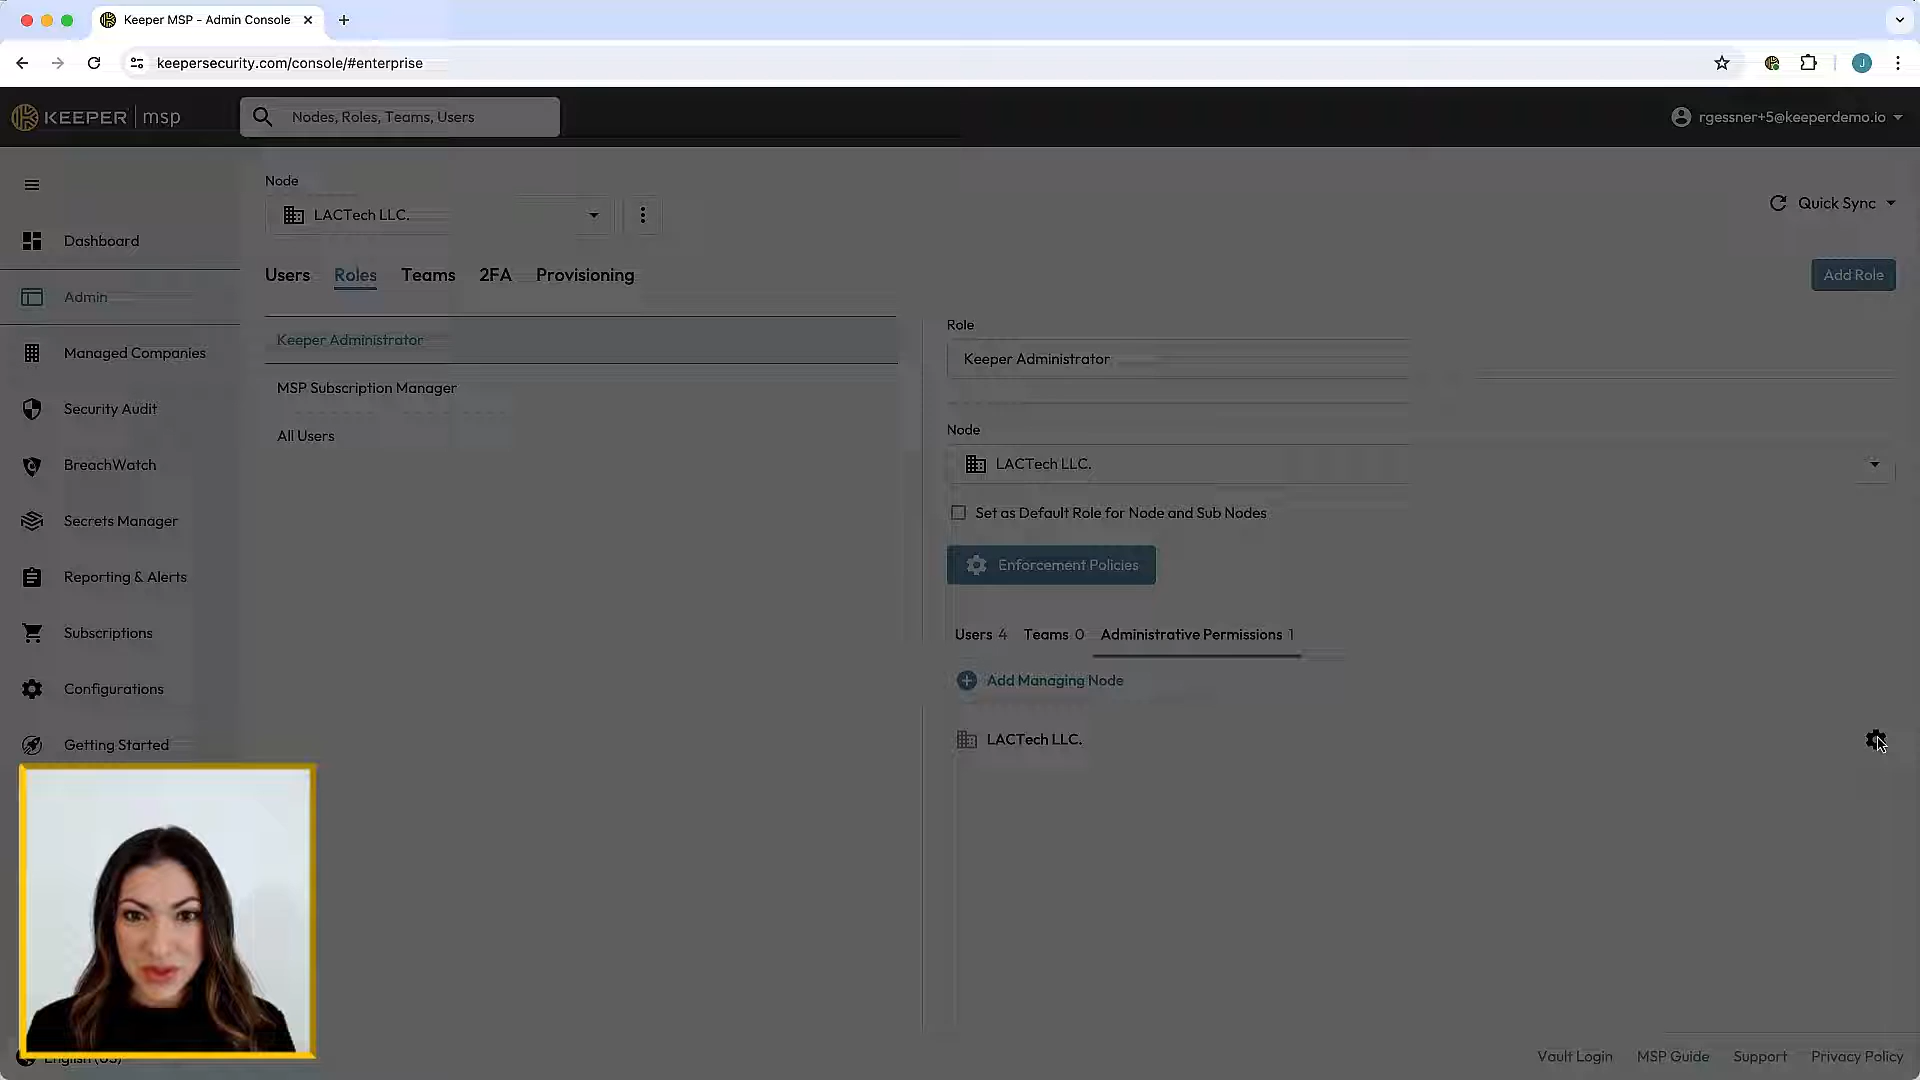 Keeper MSP - Admin Console
keepersecurity.com/console/#enterprise
J
KEEPER msp
Nodes, Roles, Teams, Users
rgessner+5@keeperdemo.io
Node
LACTech LLC.
Quick Sync
Dashboard
Admin
Managed Companies
Security Audit
BreachWatch
Secrets Manager
Reporting & Alerts
Subscriptions
Configurations
Getting Started
English (US)
Users Roles Teams 2FA Provisioning
Add Role
Keeper Administrator
MSP Subscription Manager
All Users
Role
Keeper Administrator
Node
LACTech LLC.
Set as Default Role for Node and Sub Nodes
Enforcement Policies
Users 4 Teams 0 Administrative Permissions 1
Add Managing Node
LACTech LLC.
Vault Login MSP Guide Support Privacy Policy